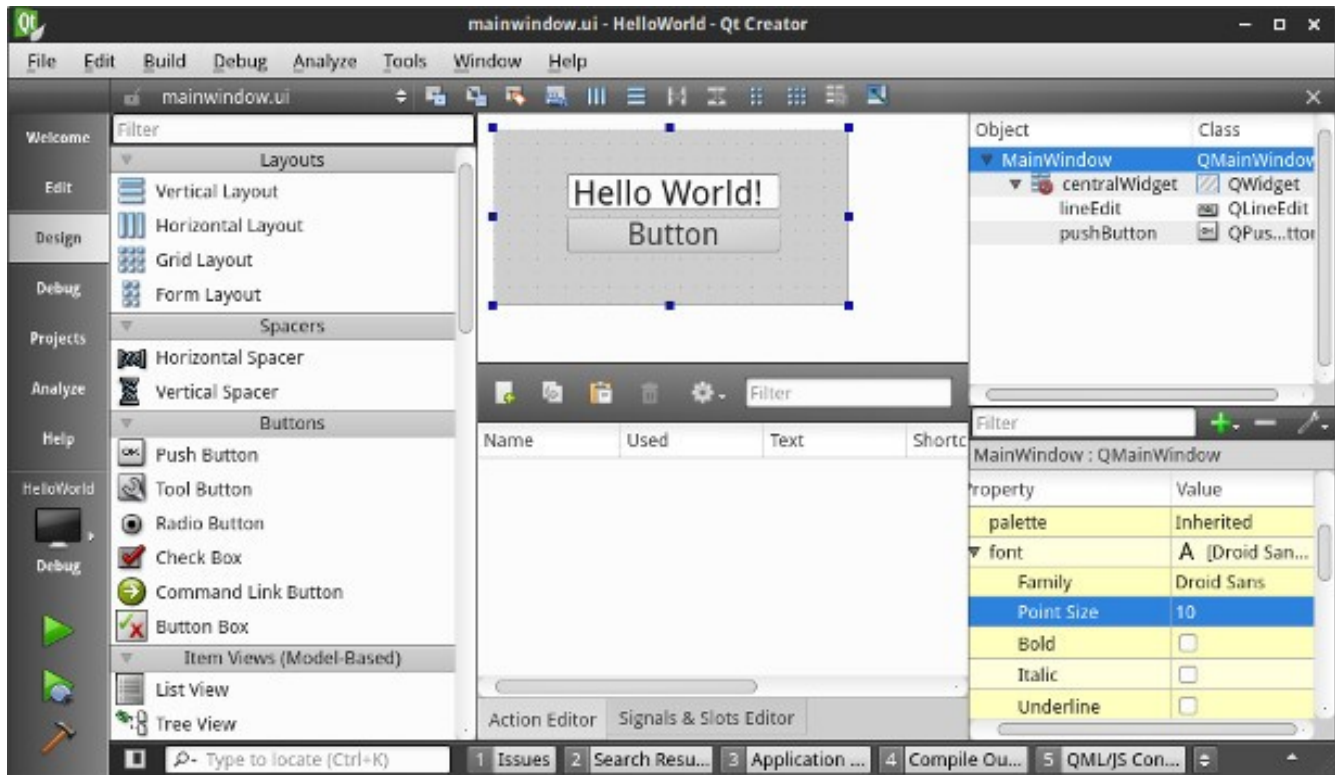 mainwindow.ui - HelloWorld - Qt Creator
File Edit Build Debug Analyze Tools Window Help
mainwindow.ui
Welcome
Edit
Design
Debug
Projects
Analyze
Help
HelloWorld
Debug
Filter
Layouts
Vertical Layout
Horizontal Layout
Grid Layout
Form Layout
Spacers
Horizontal Spacer
Vertical Spacer
Buttons
Push Button
Tool Button
Radio Button
Check Box
Command Link Button
Button Box
Item Views (Model-Based)
List View
Tree View
Hello World!
Button
Filter
Name Used Text Shortc
Action Editor Signals & Slots Editor
Object Class
MainWindow QMainWindow
centralWidget QWidget
lineEdit QLineEdit
pushButton QPus...ttor
Filter
MainWindow : QMainWindow
Property Value
palette Inherited
font A [Droid San...
Family Droid Sans
Point Size 10
Bold
Italic
Underline
Type to locate (Ctrl+K) 1 Issues 2 Search Resu... 3 Application ... 4 Compile Ou... 5 QML/JS Con...